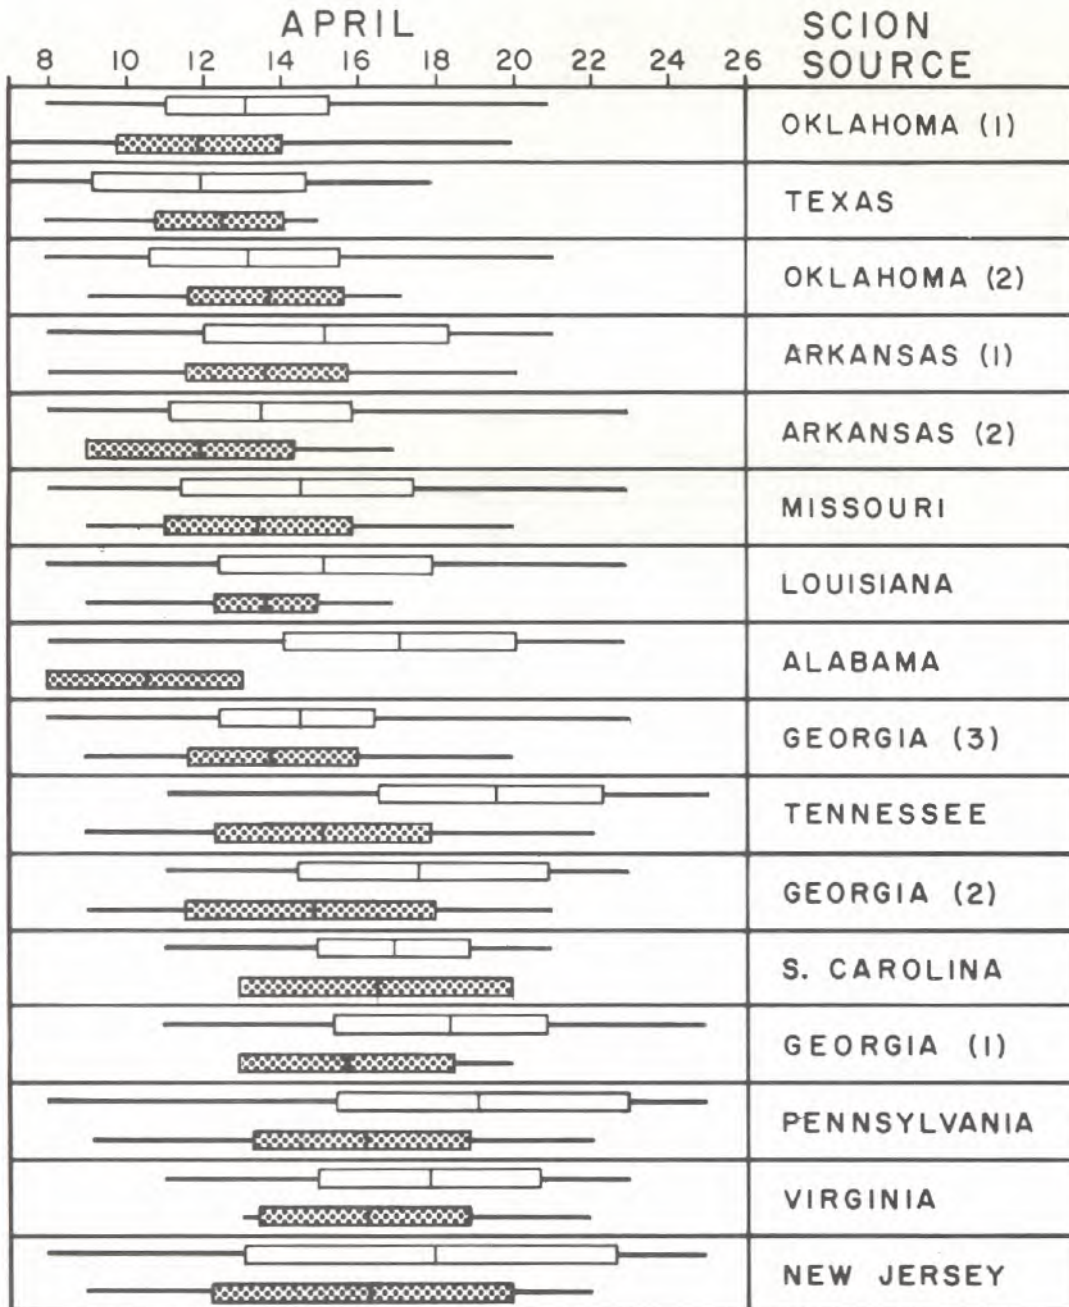 APRIL
8 10 12 14 16 18 20 22 24 26
SCION
SOURCE
OKLAHOMA (1)
TEXAS
OKLAHOMA (2)
ARKANSAS (1)
ARKANSAS (2)
MISSOURI
LOUISIANA
ALABAMA
GEORGIA (3)
TENNESSEE
GEORGIA (2)
S. CAROLINA
GEORGIA (1)
PENNSYLVANIA
VIRGINIA
NEW JERSEY